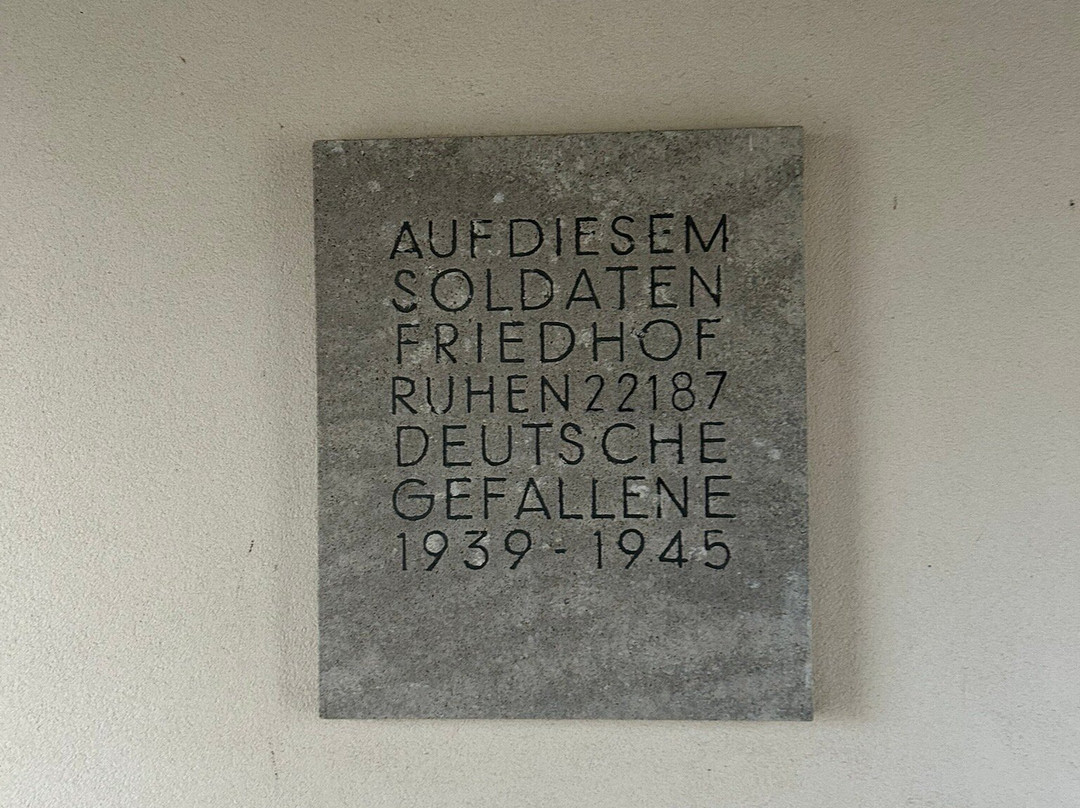 AUF DIESEM
SOLDATEN
FRIEDHOF
RUHEN 22187
DEUTSCHE
GEFALLENE
1939 - 1945